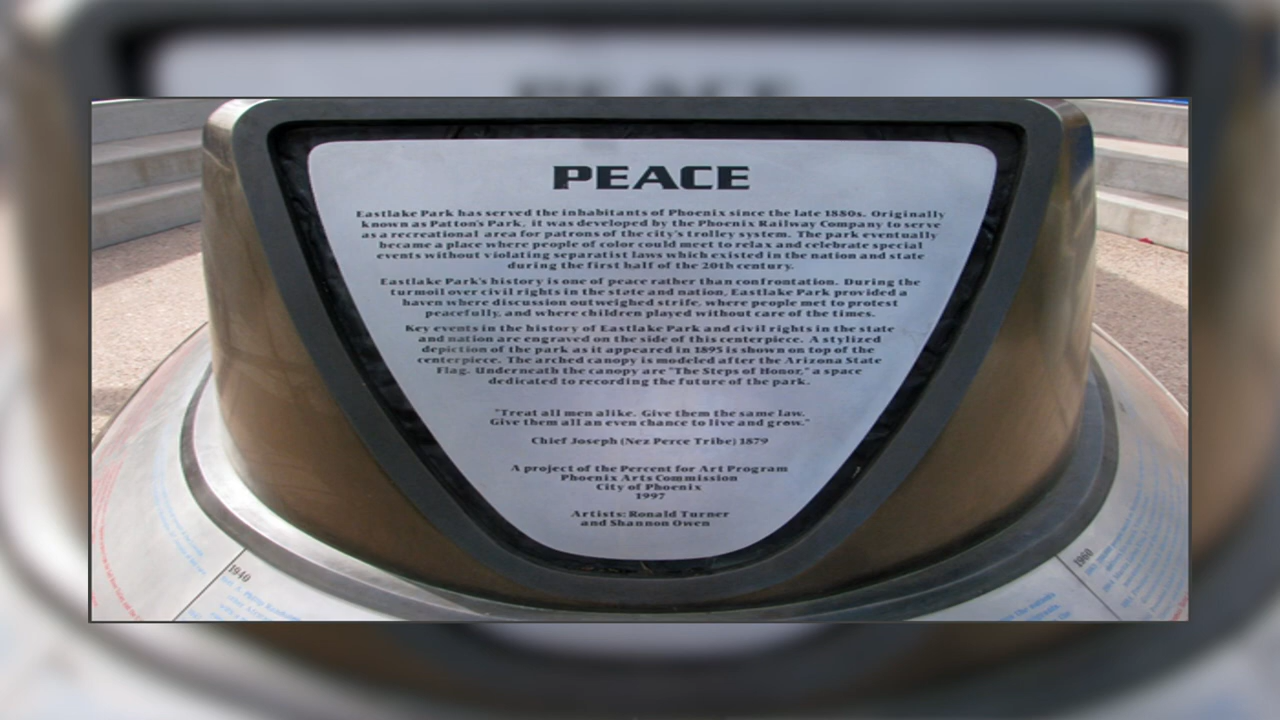 PEACE
Eastlake Park has served the inhabitants of Phoenix since the late 1880s. Originally
known as Patton's Park, it was developed by the Phoenix Railway Company to serve
as a recreational area for patrons of the city's trolley system. The park eventually
became a place where people of color could meet to relax and celebrate special
events without violating separatist laws which existed in the nation and state
during the first half of the 20th century.
Eastlake Park's history is one of peace rather than confrontation. During the
turmoil over civil rights in the state and nation, Eastlake Park provided a
haven where discussion outweighed strife, where people met to protest
peacefully, and where children played without care of the times.
Key events in the history of Eastlake Park and civil rights in the state
and nation are engraved on the side of this centerpiece. A stylized
depiction of the park as it appeared in 1895 is shown on top of the
centerpiece. The arched canopy is modeled after the Arizona State
Flag. Underneath the canopy are "The Steps of Honor," a space
dedicated to recording the future of the park.
"Treat all men alike. Give them the same law.
Give them all an even chance to live and grow."
Chief Joseph (Nez Perce Tribe) 1879
A project of the Percent for Art Program
Phoenix Arts Commission
City of Phoenix
1997
Artists: Ronald Turner
and Shannon Owen
1940
1960